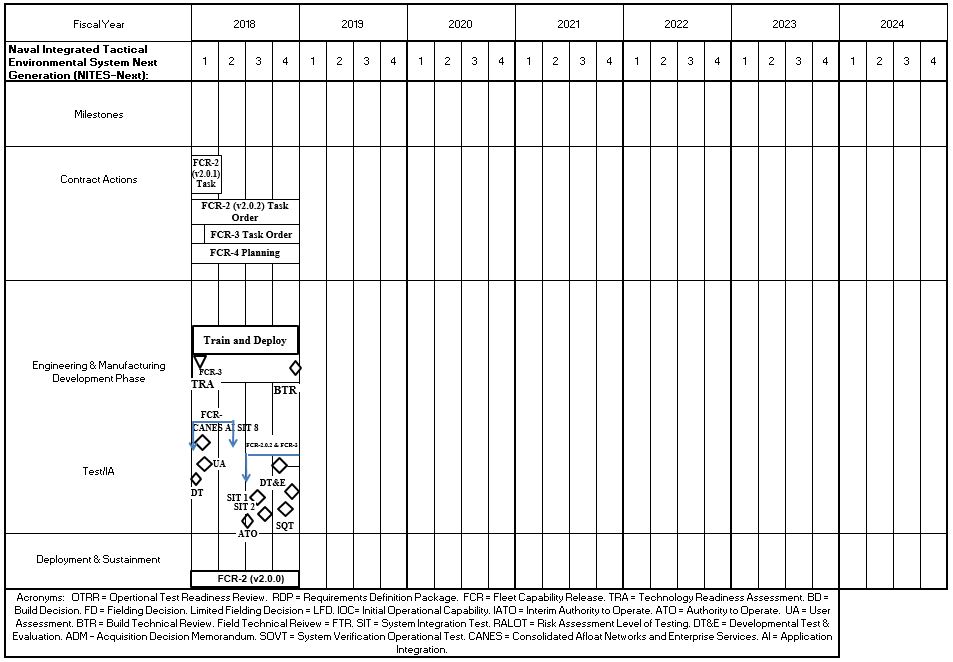 Fiscal Year 2018 2019 2020 2021 2022 2023 2024
Naval Integrated Tactical
Environmental System Next
Generation (NITES-Next):
1 2 3 4 1 2 3 4 1 2 3 4 1 2 3 4 1 2 3 4 1 2 3 4 1 2 3 4
Milestones
Contract Actions
FCR-2
(v2.0.1)
Task
FCR-2 (v2.0.2) Task
Order
FCR-3 Task Order
FCR-4 Planning
Engineering & Manufacturing
Development Phase
Train and Deploy
FCR-3
TRA
BTR
Test/IA
FCR-
CANES AI SIT 8
FCR-2.0.2 & FCR-3
UA
DT
DT&E
SIT 1
SIT 2
SQT
ATO
Deployment & Sustainment
FCR-2 (v2.0.0)
Acronyms: OTRR = Opertional Test Readiness Review. RDP = Requirements Definition Package. FCR = Fleet Capability Release. TRA = Technology Readiness Assessment. BD =
Build Decision. FD = Fielding Decision. Limited Fielding Decision = LFD. IOC= Initial Operational Capability. IATO = Interim Authority to Operate. ATO = Authority to Operate. UA = User
Assessment. BTR = Build Technical Review. Field Technical Reivew = FTR. SIT = System Integration Test. RALOT = Risk Assessment Level of Testing. DT&E = Developmental Test &
Evaluation. ADM - Acquisition Decision Memorandum. SOVT = System Verification Operational Test. CANES = Consolidated Afloat Networks and Enterprise Services. AI = Application
Integration.